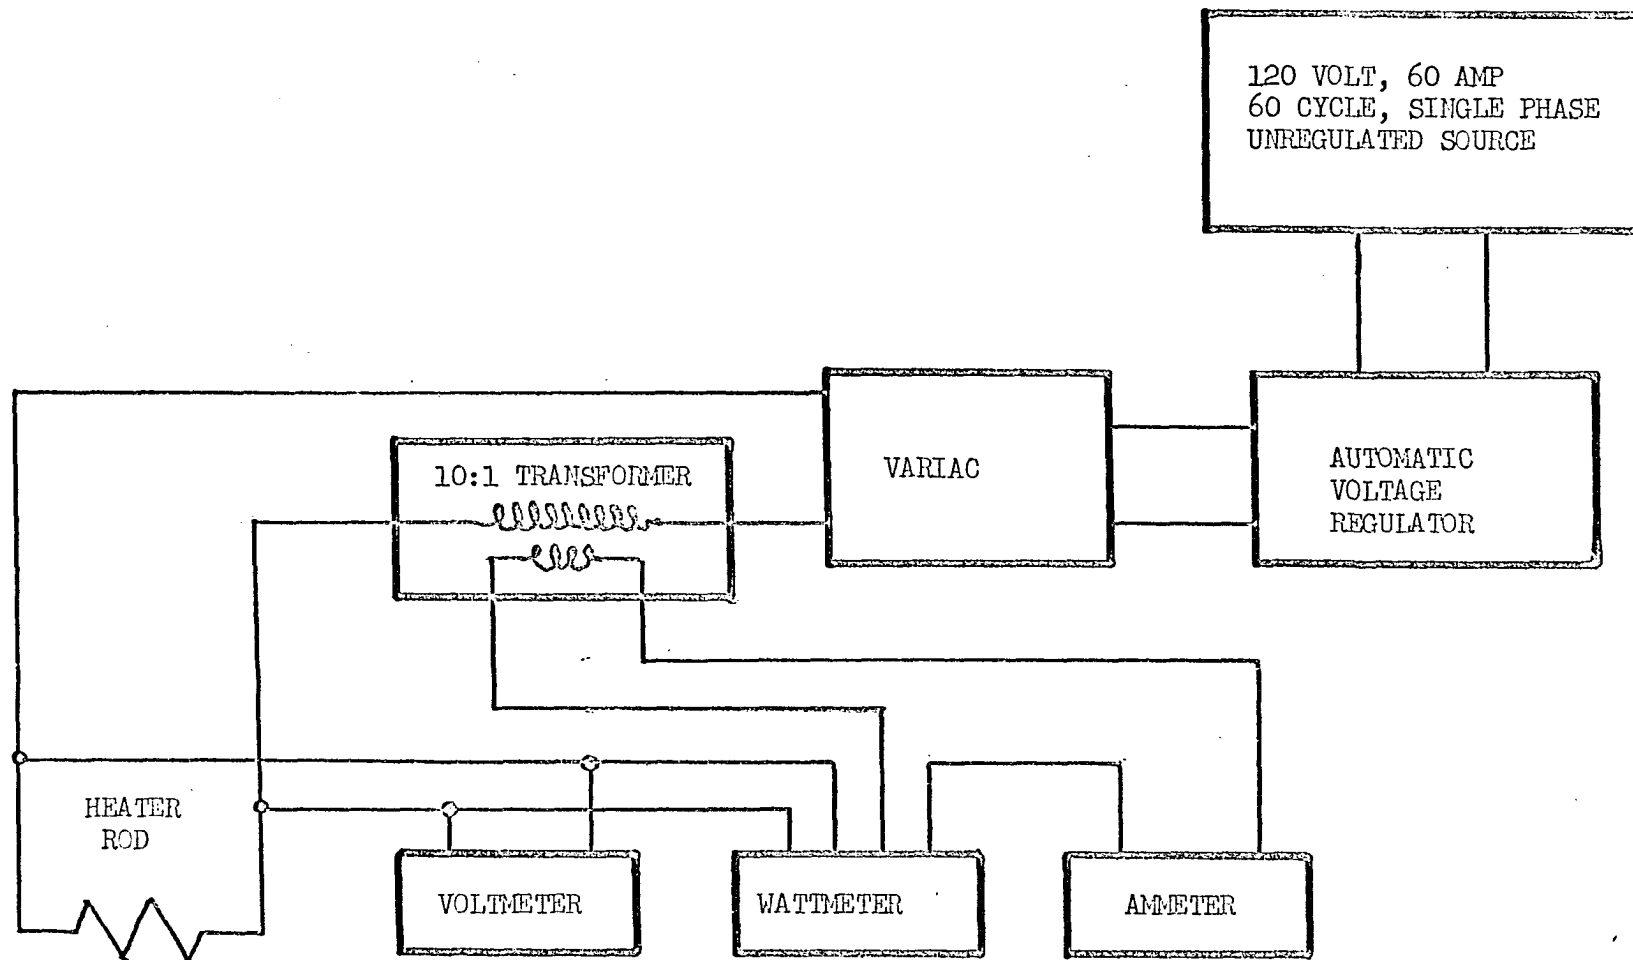 120 VOLT, 60 AMP
60 CYCLE, SINGLE PHASE
UNREGULATED SOURCE
10:1 TRANSFORMER
VARIAC
AUTOMATIC
VOLTAGE
REGULATOR
HEATER
ROD
VOLTMETER
WATTMETER
AMMETER